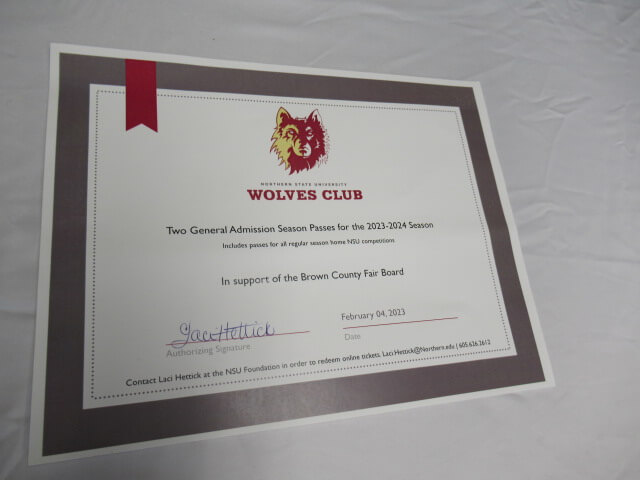 NORTHERN STATE UNIVERSITY
WOLVES CLUB
Two General Admission Season Passes for the 2023-2024 Season
Includes passes for all regular season home NSU competitions
In support of the Brown County Fair Board
Laci Hettick
Authorizing Signature
February 04, 2023
Date
Contact Laci Hettick at the NSU Foundation in order to redeem online tickets. Laci.Hettick@Northern.edu | 605.626.2612